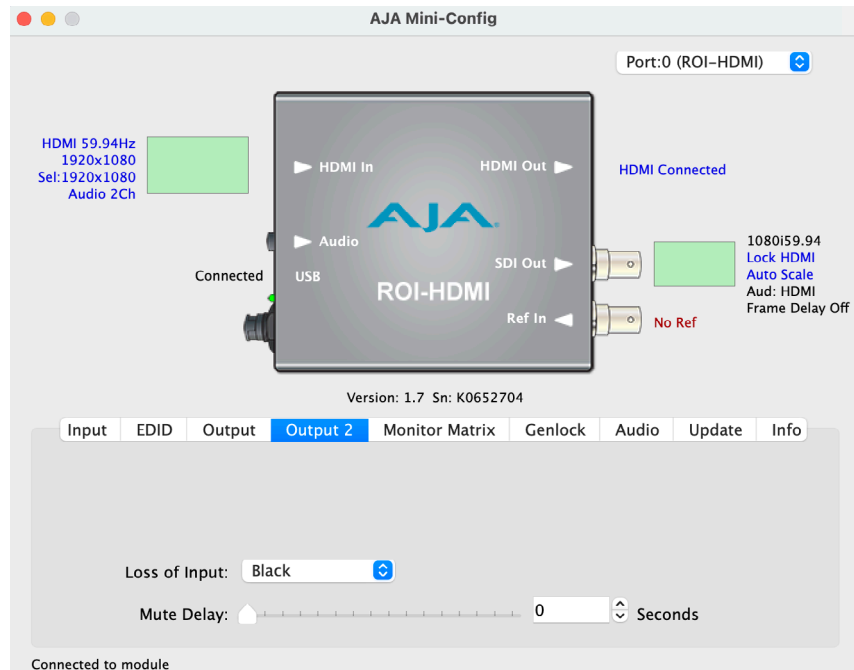 AJA Mini-Config
Port:0 (ROI-HDMI)
HDMI 59.94Hz
1920x1080
Sel:1920x1080
Audio 2Ch
HDMI In
HDMI Out
HDMI Connected
AJA
Audio
USB
Connected
ROI-HDMI
SDI Out
Ref In
1080i59.94
Lock HDMI
Auto Scale
Aud: HDMI
Frame Delay Off
No Ref
Version: 1.7 Sn: K0652704
Input EDID Output Output 2 Monitor Matrix Genlock Audio Update Info
Loss of Input: Black
Mute Delay: 0 Seconds
Connected to module